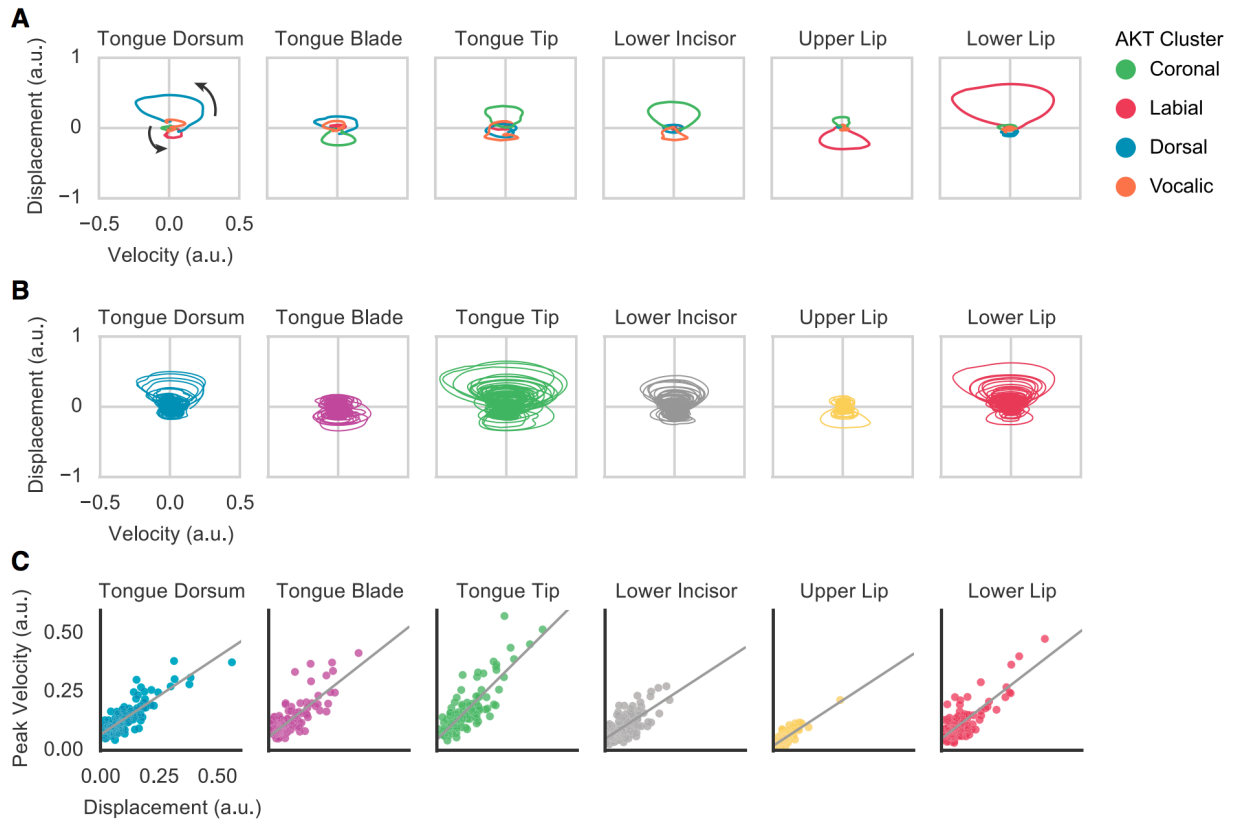 A
Tongue Dorsum Tongue Blade Tongue Tip Lower Incisor Upper Lip Lower Lip
Displacement (a.u.)
1
0
−1
−0.5 0.0 0.5
Velocity (a.u.)
AKT Cluster
Coronal
Labial
Dorsal
Vocalic
B
Tongue Dorsum Tongue Blade Tongue Tip Lower Incisor Upper Lip Lower Lip
Displacement (a.u.)
1
0
−1
−0.5 0.0 0.5
Velocity (a.u.)
C
Tongue Dorsum Tongue Blade Tongue Tip Lower Incisor Upper Lip Lower Lip
Peak Velocity (a.u.)
0.50
0.25
0.00
0.00 0.25 0.50
Displacement (a.u.)